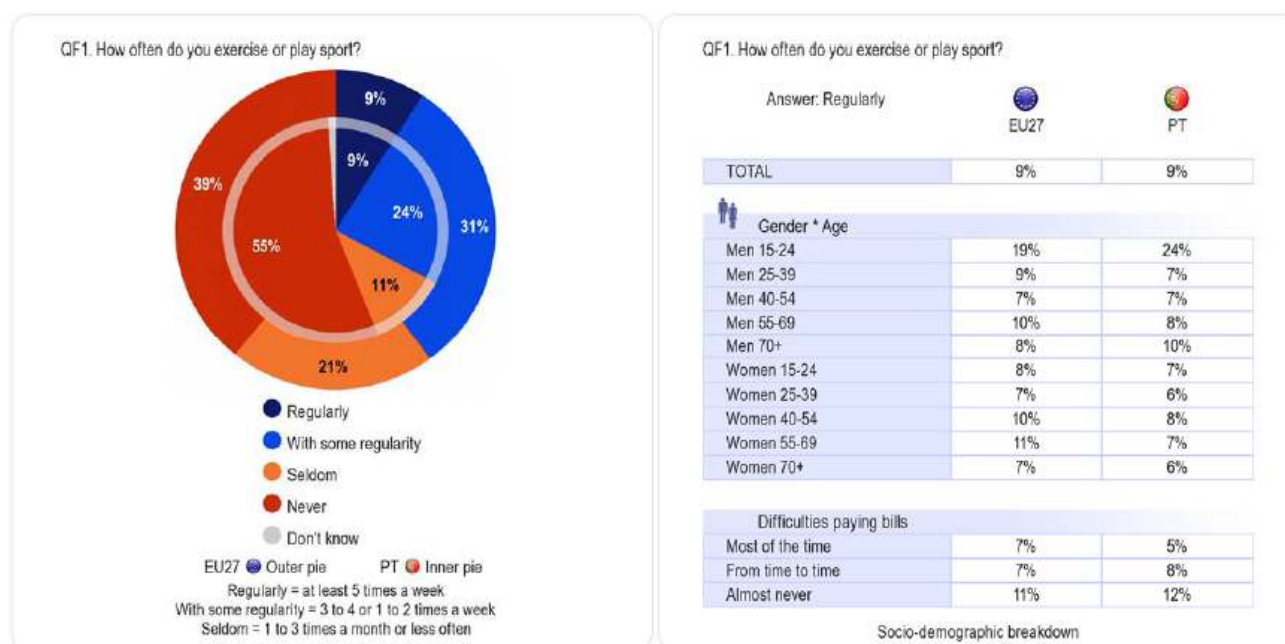 QF1. How often do you exercise or play sport?
9%
9%
39%
24%
31%
55%
11%
21%
Regularly
With some regularity
Seldom
Never
Don't know
EU27 Outer pie PT Inner pie
Regularly = at least 5 times a week
With some regularity = 3 to 4 or 1 to 2 times a week
Seldom = 1 to 3 times a month or less often
QF1. How often do you exercise or play sport?
Answer: Regularly
EU27 PT
TOTAL 9% 9%
Gender * Age
Men 15-24 19% 24%
Men 25-39 9% 7%
Men 40-54 7% 7%
Men 55-69 10% 8%
Men 70+ 8% 10%
Women 15-24 8% 7%
Women 25-39 7% 6%
Women 40-54 10% 8%
Women 55-69 11% 7%
Women 70+ 7% 6%
Difficulties paying bills
Most of the time 7% 5%
From time to time 7% 8%
Almost never 11% 12%
Socio-demographic breakdown